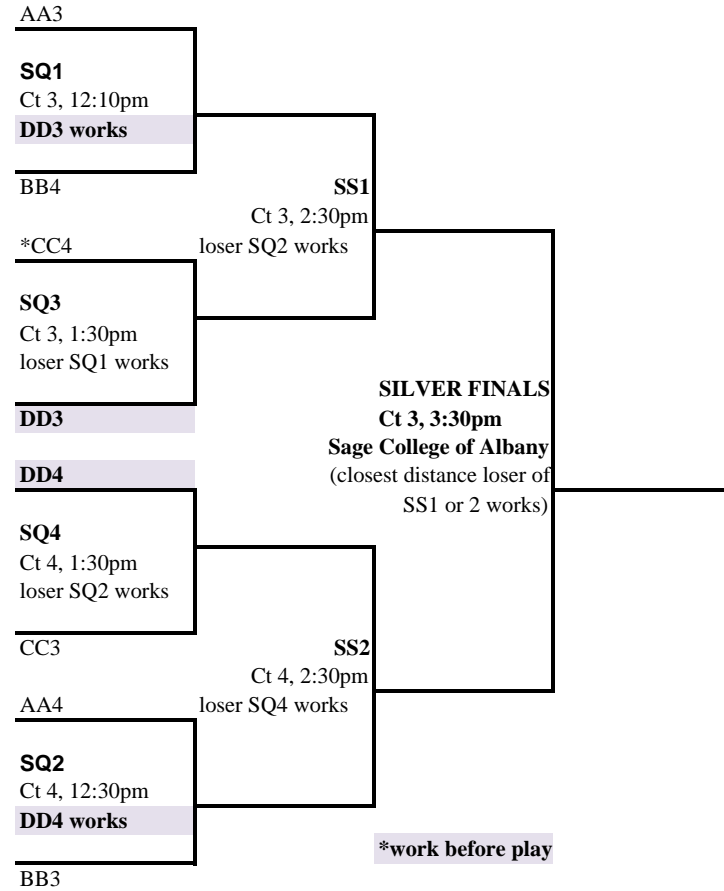 AA3
SQ1
Ct 3, 12:10pm
DD3 works
BB4
SS1
Ct 3, 2:30pm
*CC4
loser SQ2 works
SQ3
Ct 3, 1:30pm
loser SQ1 works
DD3
SILVER FINALS
Ct 3, 3:30pm
Sage College of Albany
(closest distance loser of
SS1 or 2 works)
DD4
SQ4
Ct 4, 1:30pm
loser SQ2 works
CC3
SS2
Ct 4, 2:30pm
AA4
loser SQ4 works
SQ2
Ct 4, 12:30pm
DD4 works
*work before play
BB3